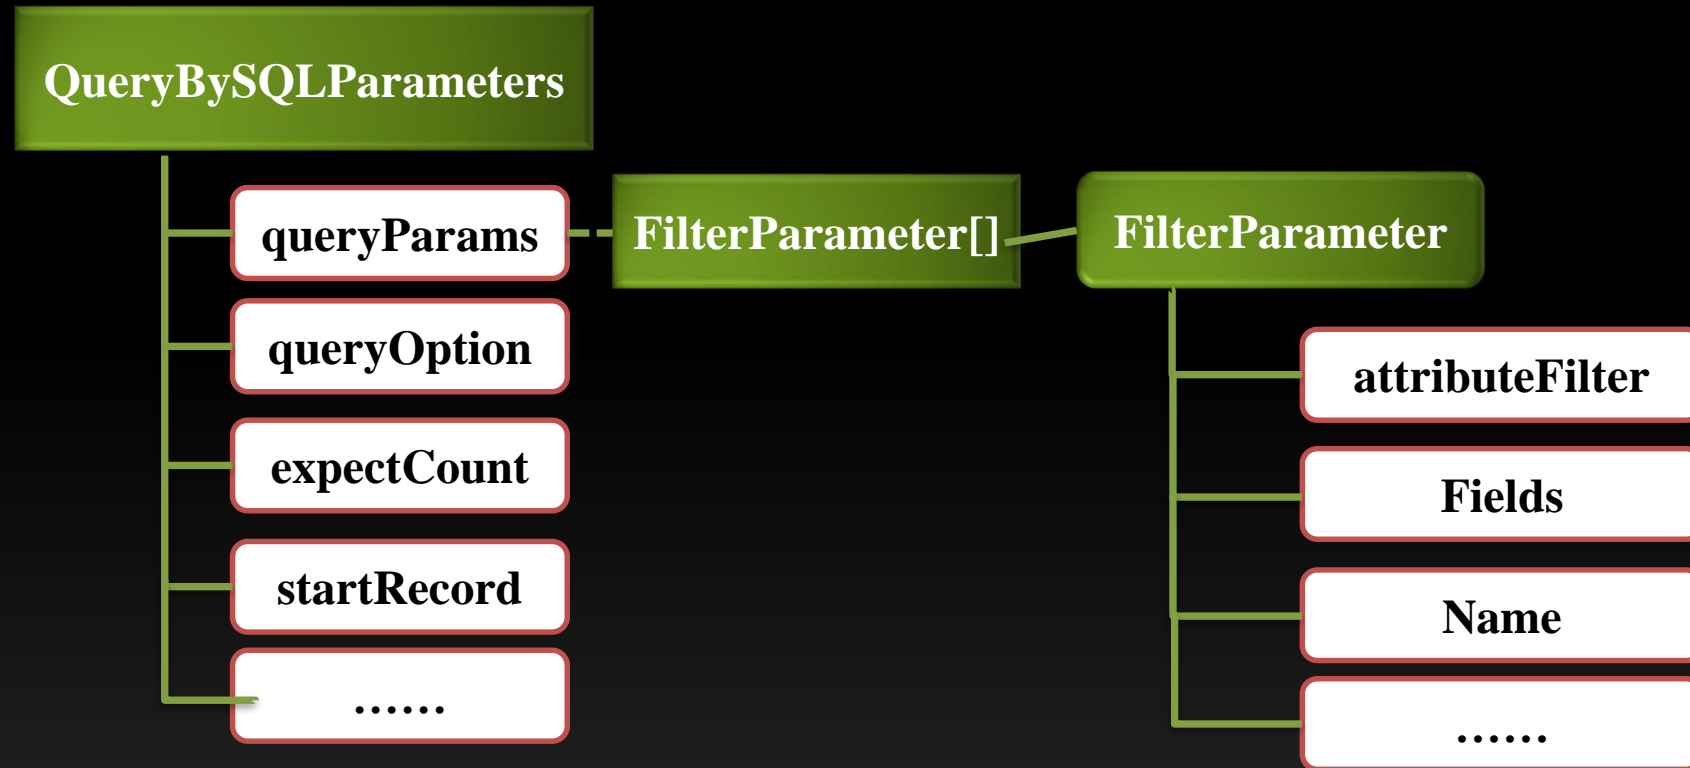 QueryBySQLParameters
queryParams
FilterParameter[]
FilterParameter
queryOption
expectCount
startRecord
......
attributeFilter
Fields
Name
......